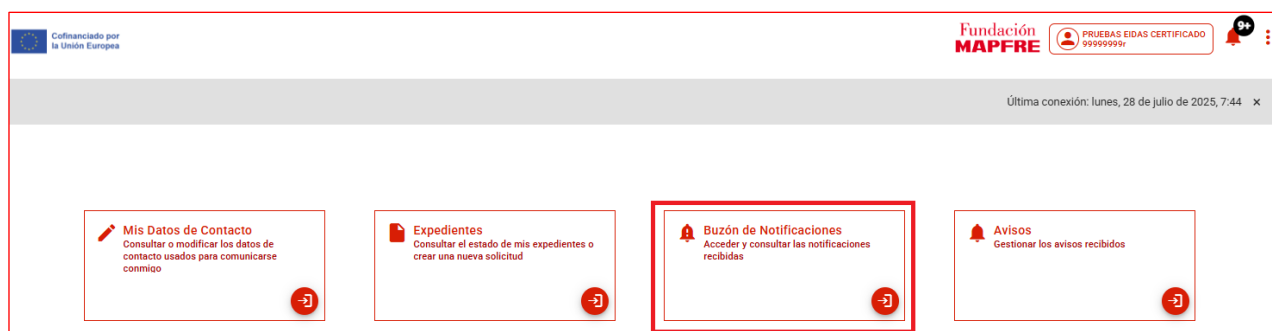 Cofinanciado por
la Unión Europea
Fundación
MAPFRE
PRUEBAS EIDAS CERTIFICADO
99999999r
9+
Última conexión: lunes, 28 de julio de 2025, 7:44 ×
Mis Datos de Contacto
Consultar o modificar los datos de
contacto usados para comunicarse
conmigo
Expedientes
Consultar el estado de mis expedientes o
crear una nueva solicitud
Buzón de Notificaciones
Acceder y consultar las notificaciones
recibidas
Avisos
Gestionar los avisos recibidos